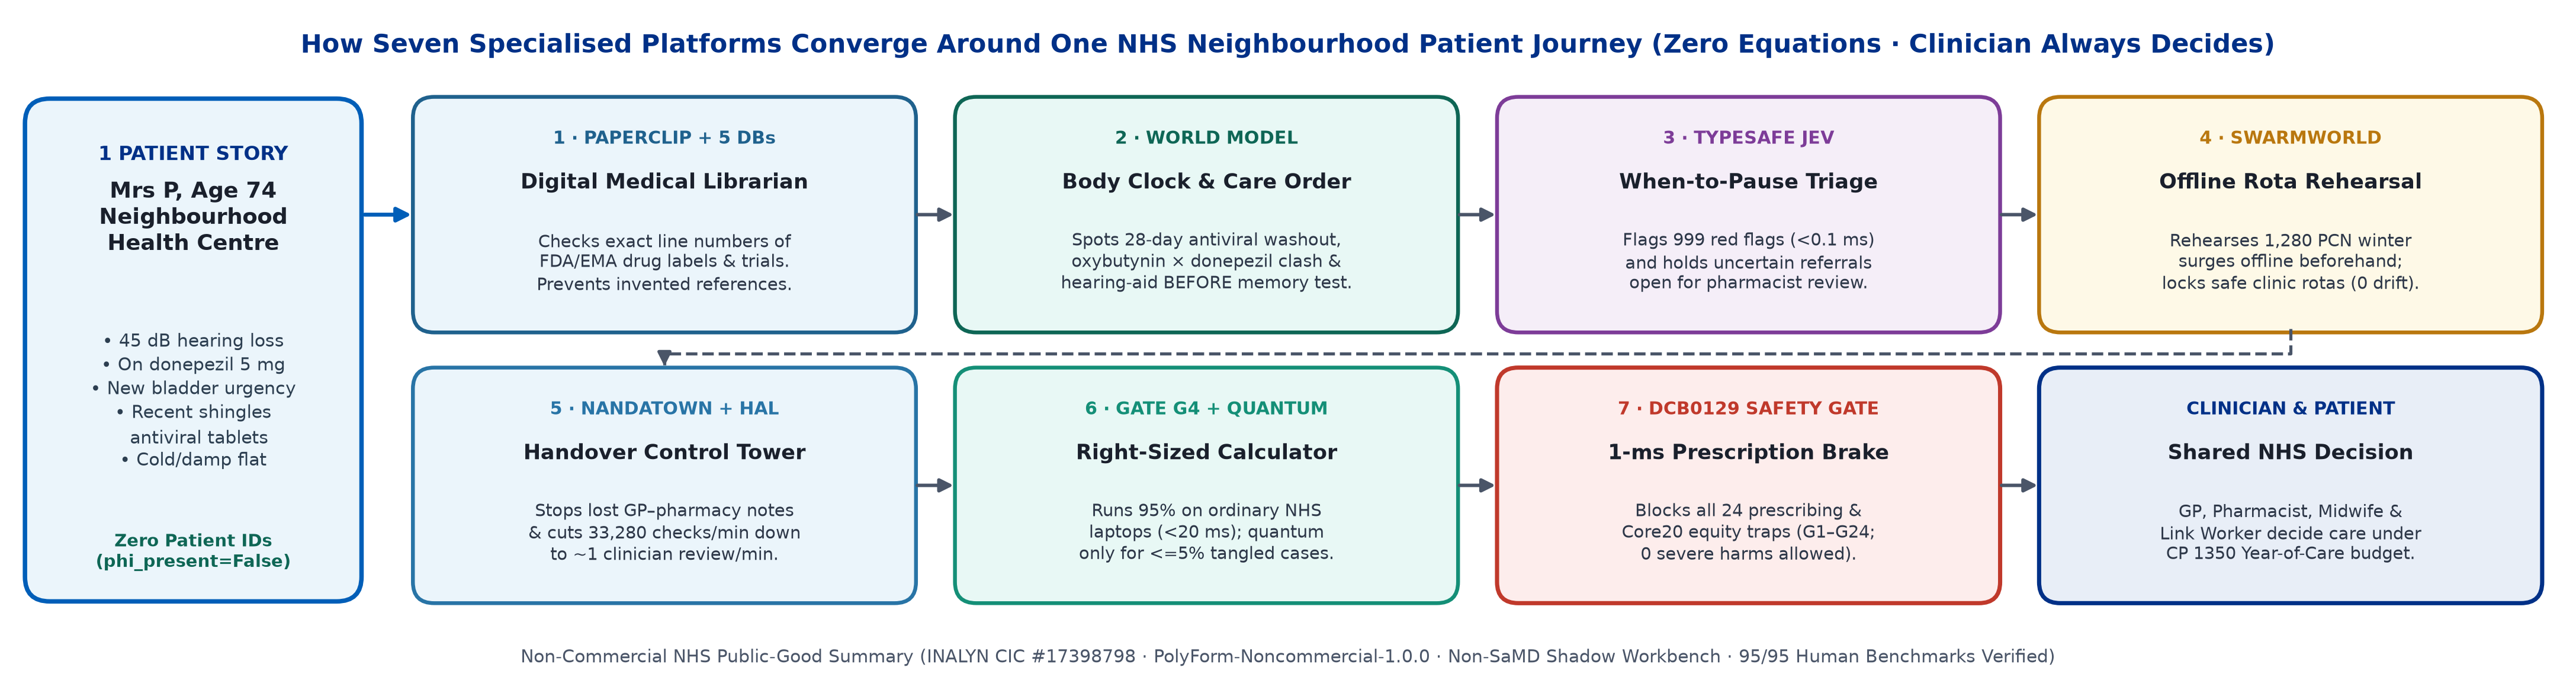 How Seven Specialised Platforms Converge Around One NHS Neighbourhood Patient Journey (Zero Equations · Clinician Always Decides)
1 PATIENT STORY
Mrs P, Age 74
Neighbourhood
Health Centre
• 45 dB hearing loss
• On donepezil 5 mg
• New bladder urgency
• Recent shingles
antiviral tablets
• Cold/damp flat
Zero Patient IDs
(phi_present=False)
1 · PAPERCLIP + 5 DBs
Digital Medical Librarian
Checks exact line numbers of
FDA/EMA drug labels & trials.
Prevents invented references.
2 · WORLD MODEL
Body Clock & Care Order
Spots 28-day antiviral washout,
oxybutynin × donepezil clash &
hearing-aid BEFORE memory test.
3 · TYPESAFE JEV
When-to-Pause Triage
Flags 999 red flags (<0.1 ms)
and holds uncertain referrals
open for pharmacist review.
4 · SWARMWORLD
Offline Rota Rehearsal
Rehearses 1,280 PCN winter
surges offline beforehand;
locks safe clinic rotas (0 drift).
5 · NANDATOWN + HAL
Handover Control Tower
Stops lost GP–pharmacy notes
& cuts 33,280 checks/min down
to ~1 clinician review/min.
6 · GATE G4 + QUANTUM
Right-Sized Calculator
Runs 95% on ordinary NHS
laptops (<20 ms); quantum
only for <=5% tangled cases.
7 · DCB0129 SAFETY GATE
1-ms Prescription Brake
Blocks all 24 prescribing &
Core20 equity traps (G1–G24;
0 severe harms allowed).
CLINICIAN & PATIENT
Shared NHS Decision
GP, Pharmacist, Midwife &
Link Worker decide care under
CP 1350 Year-of-Care budget.
Non-Commercial NHS Public-Good Summary (INALYN CIC #17398798 · PolyForm-Noncommercial-1.0.0 · Non-SaMD Shadow Workbench · 95/95 Human Benchmarks Verified)